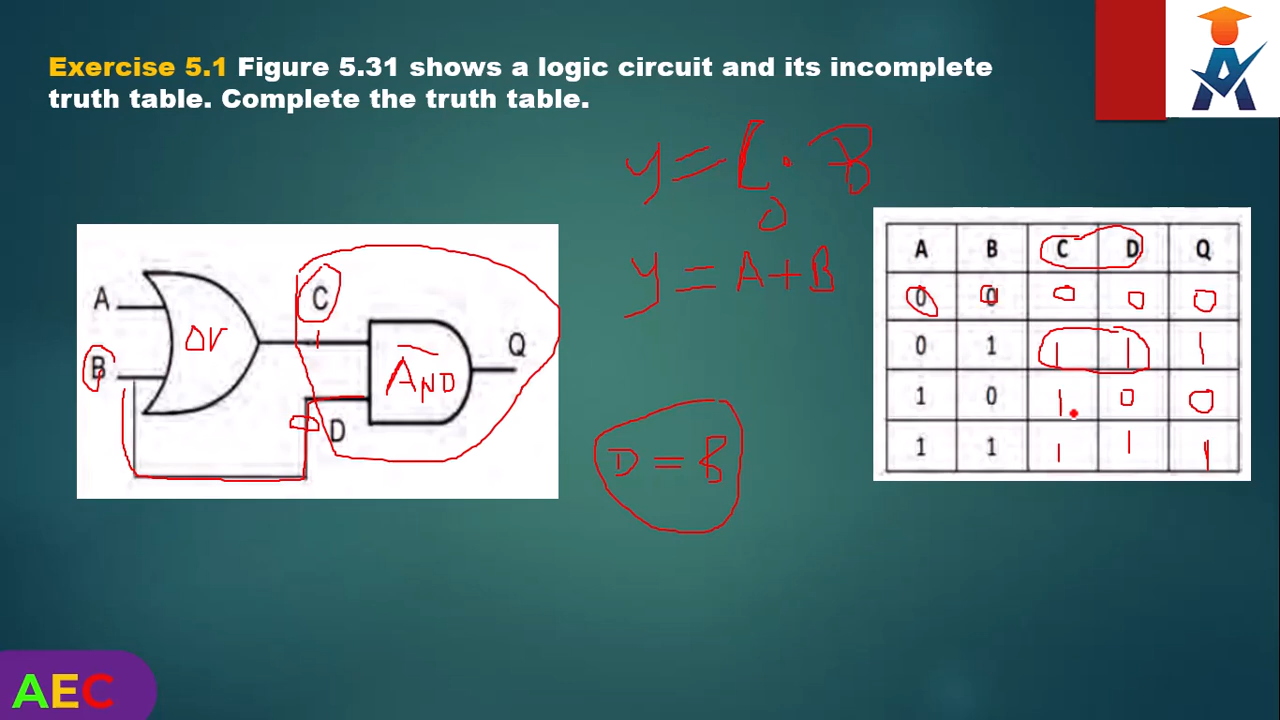 Exercise 5.1 Figure 5.31 shows a logic circuit and its incomplete
truth table. Complete the truth table.
y = C . B
0
y = A + B
A
B
OR
C
1
AND
D
Q
D = B
A B C D Q
0 0 0 0 0
0 1 1 1 1
1 0 1 0 0
1 1 1 1 1
AEC